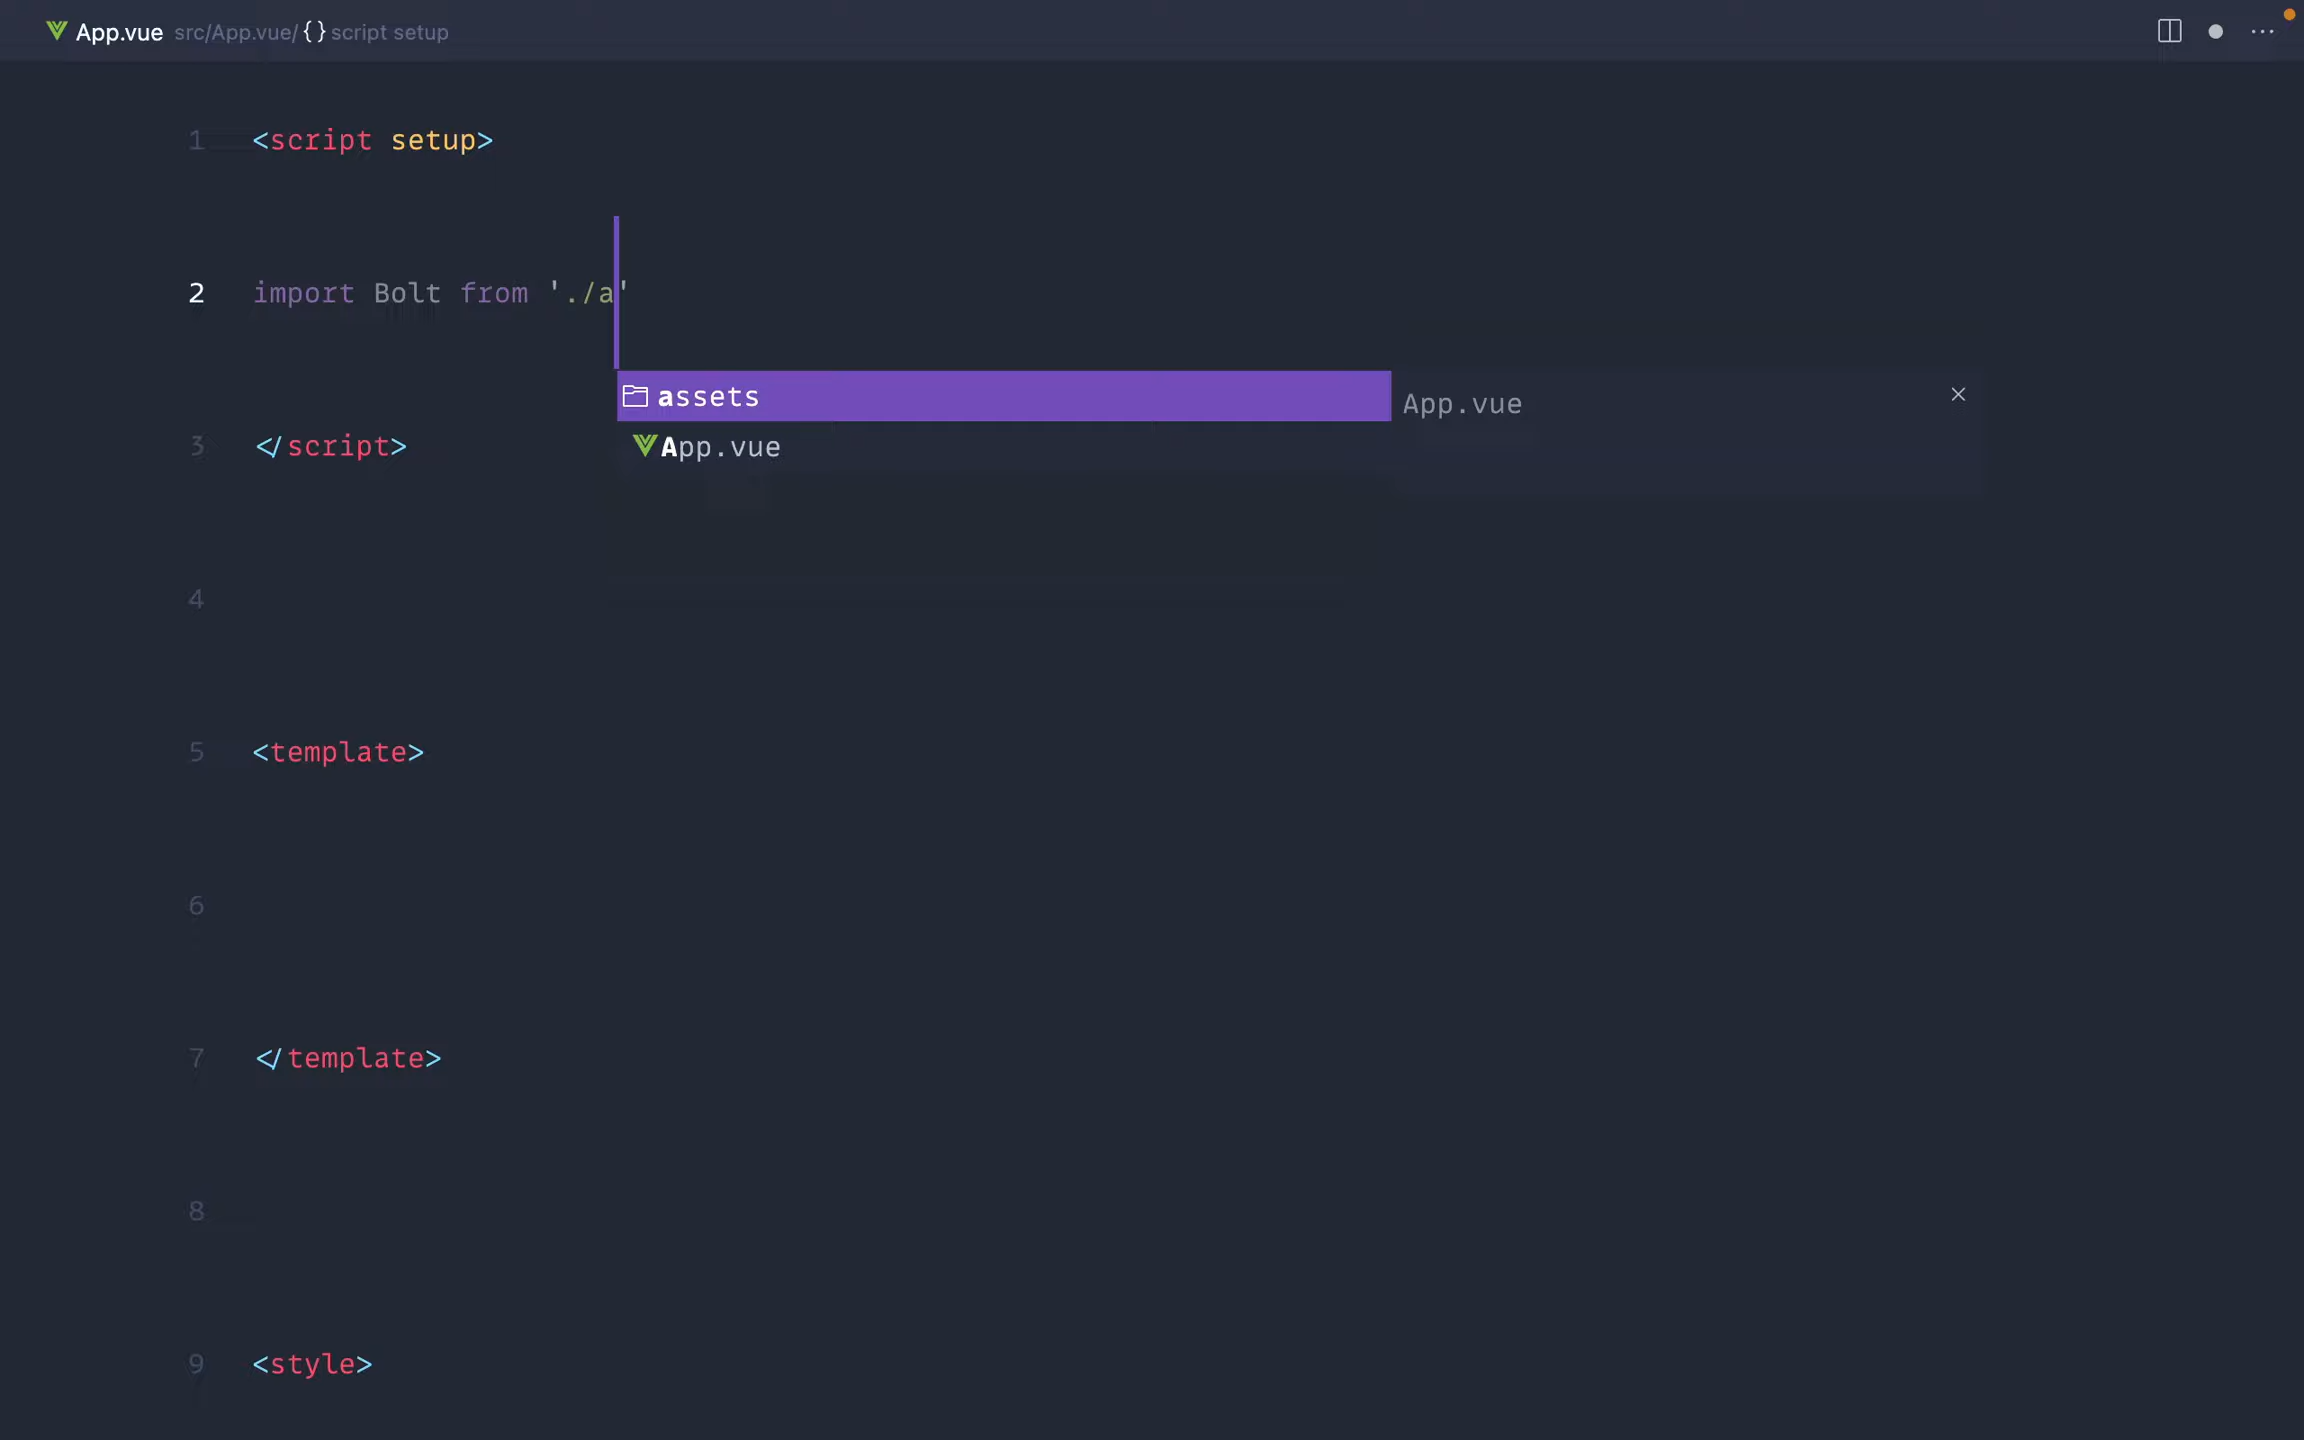 App.vue src/App.vue/{} script setup
1 <script setup>
2 import Bolt from './a'
assets App.vue
App.vue
3 </script>
4
5 <template>
6
7 </template>
8
9 <style>